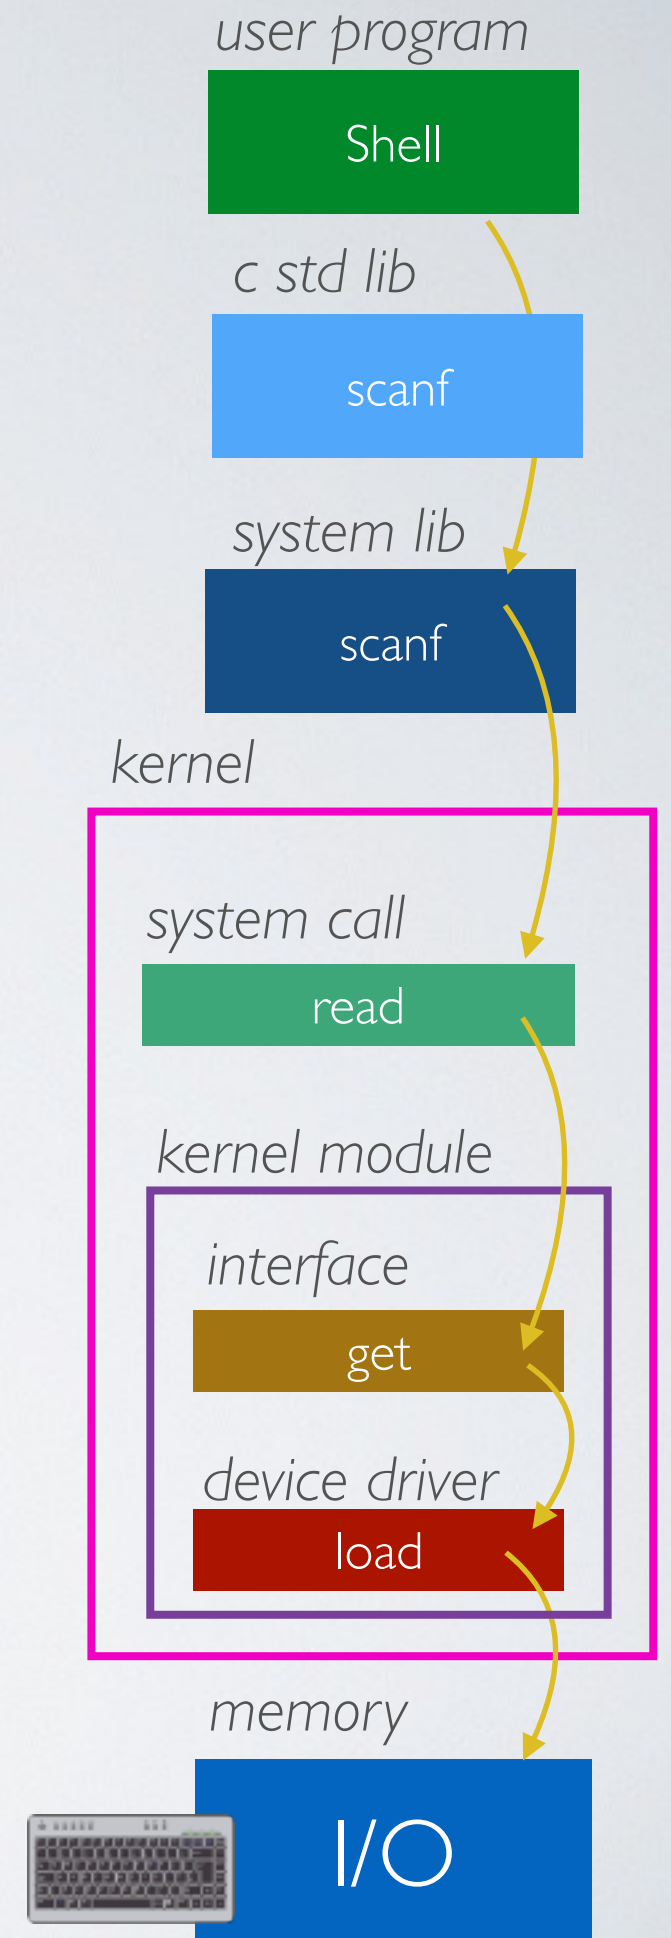 user program
Shell
c std lib
scanf
system lib
scanf
kernel
system call
read
kernel module
interface
get
device driver
load
memory
I/O